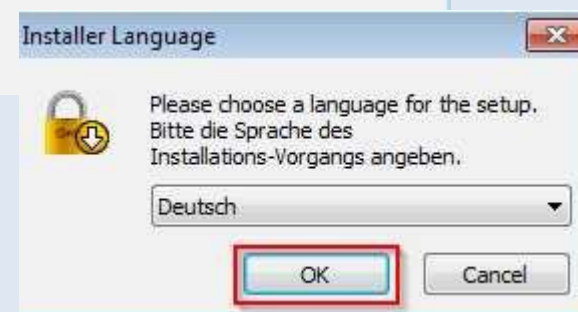 Installer Language
Please choose a language for the setup.
Bitte die Sprache des
Installations-Vorgangs angeben.
Deutsch
OK
Cancel